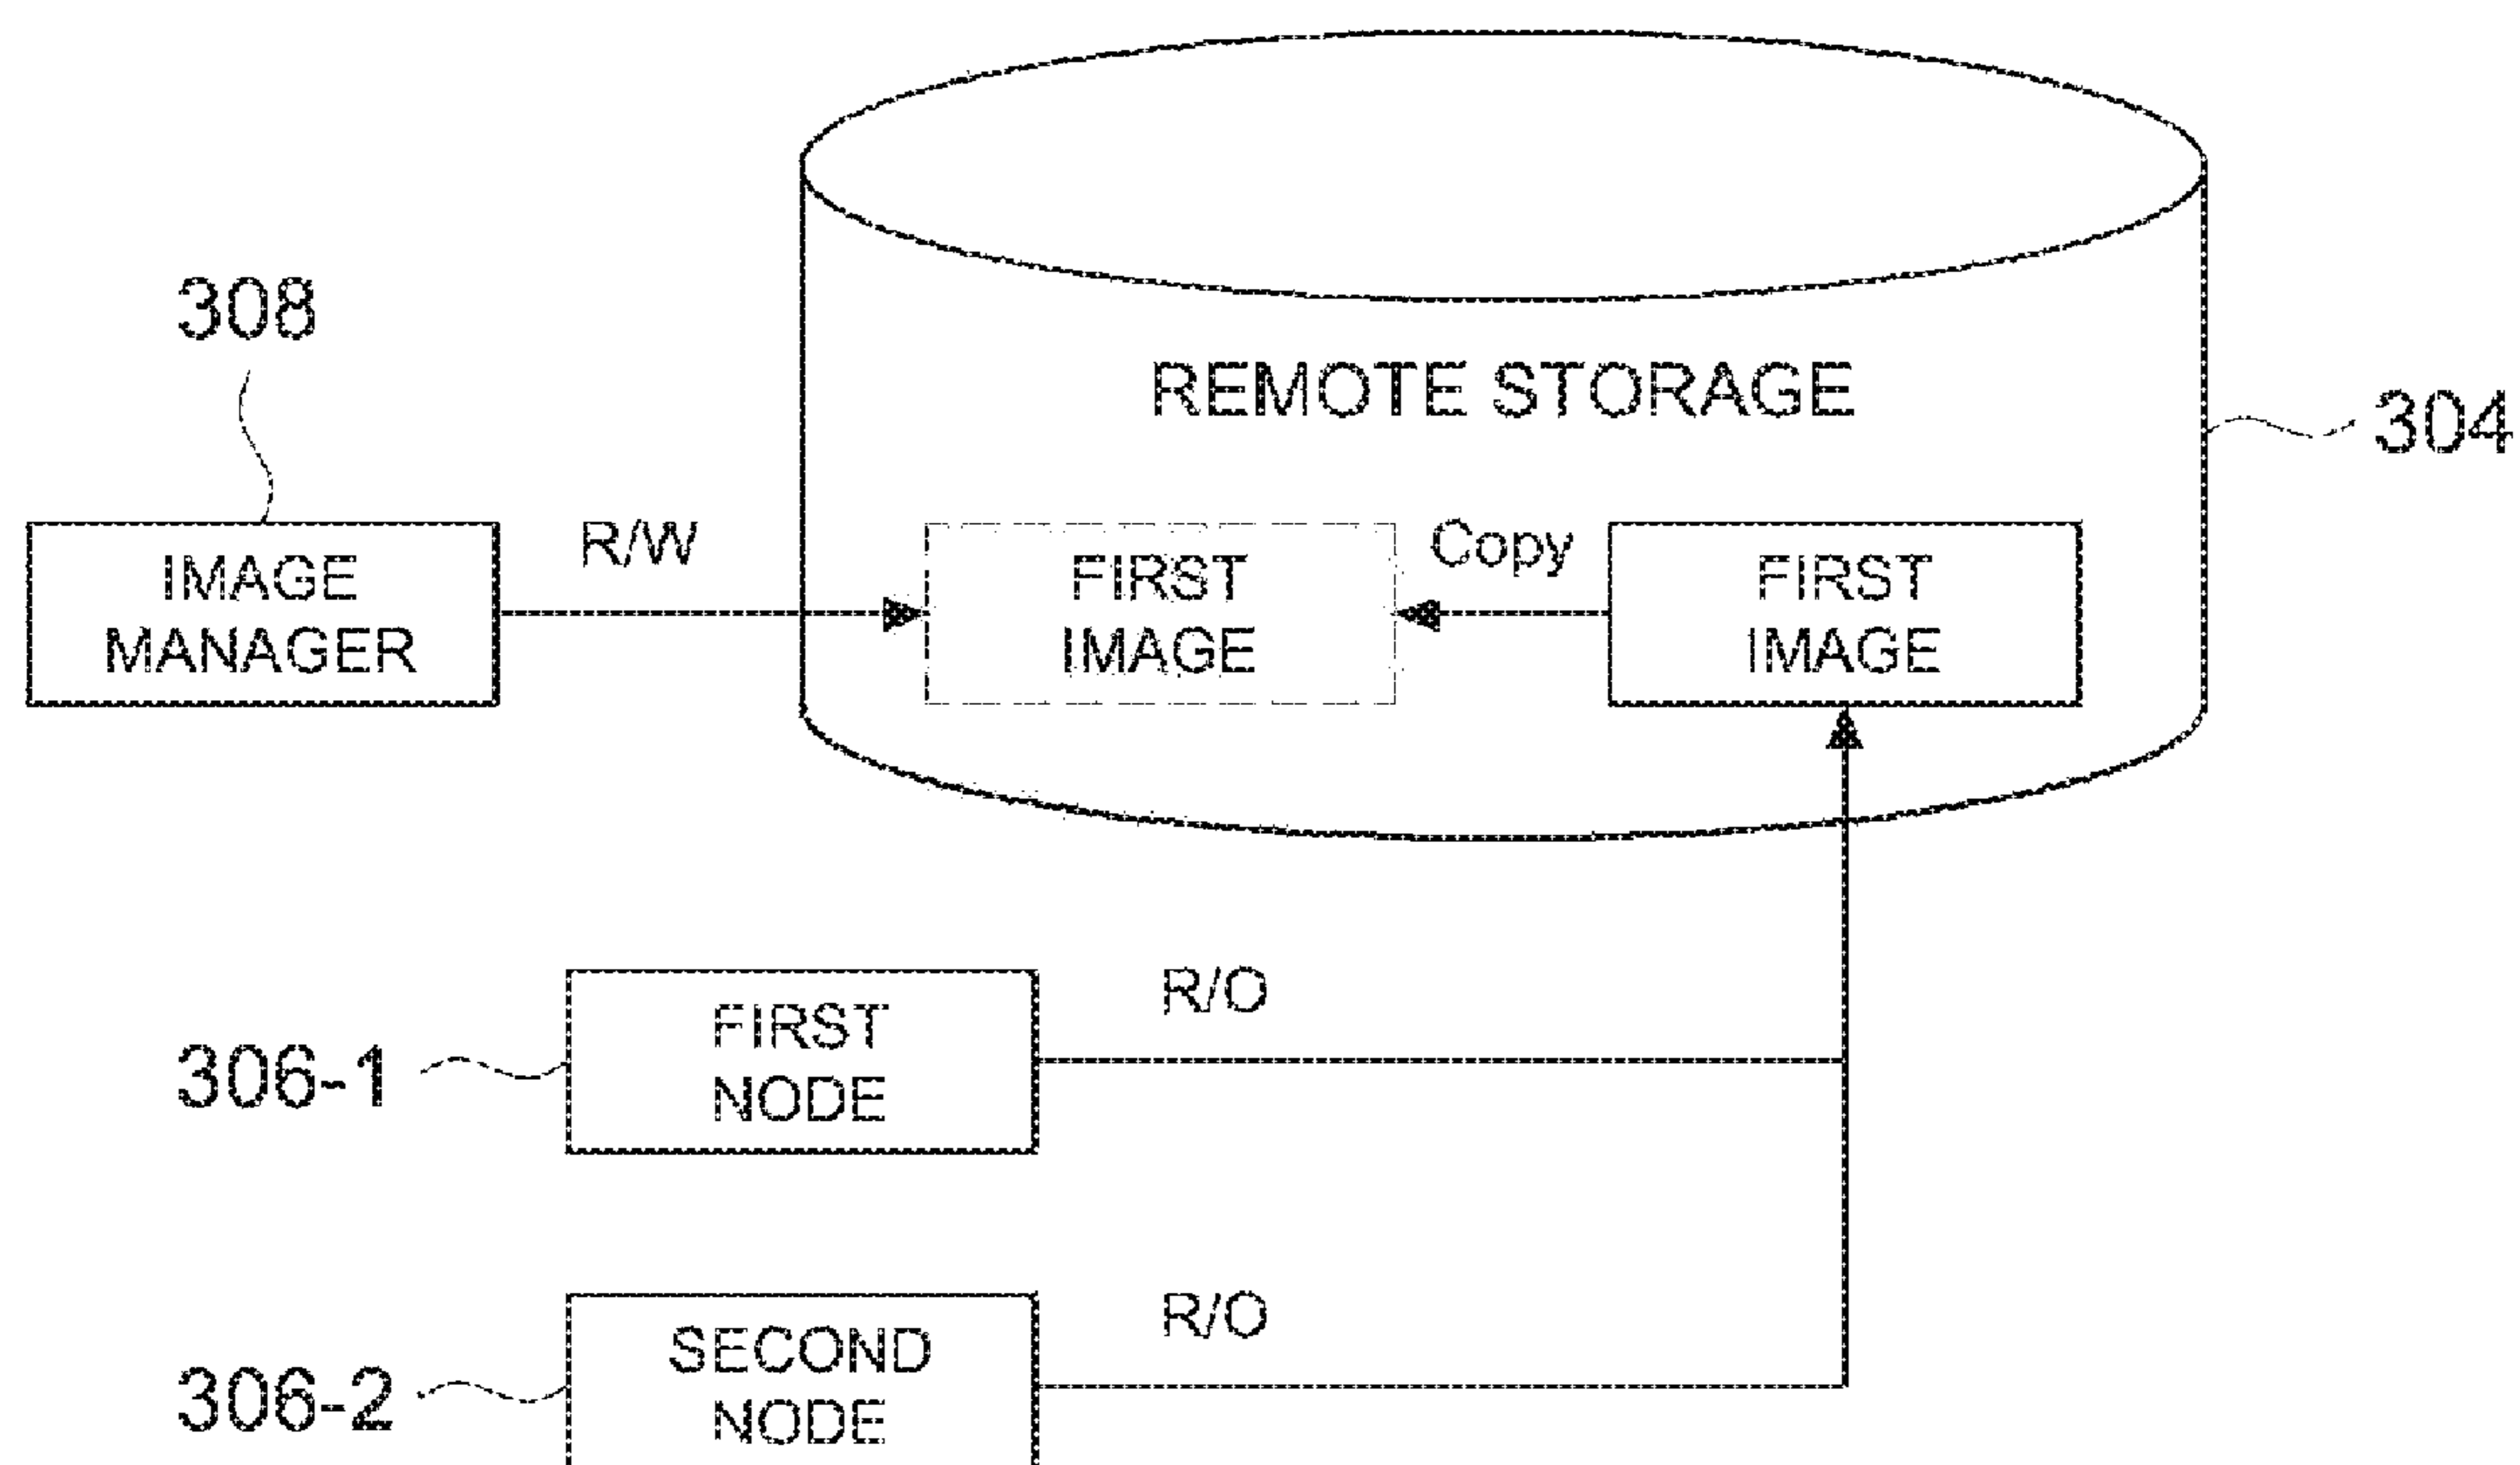 308
REMOTE STORAGE
304
IMAGE
MANAGER
R/W
FIRST
IMAGE
Copy
FIRST
IMAGE
306-1
FIRST
NODE
R/O
306-2
SECOND
NODE
R/O